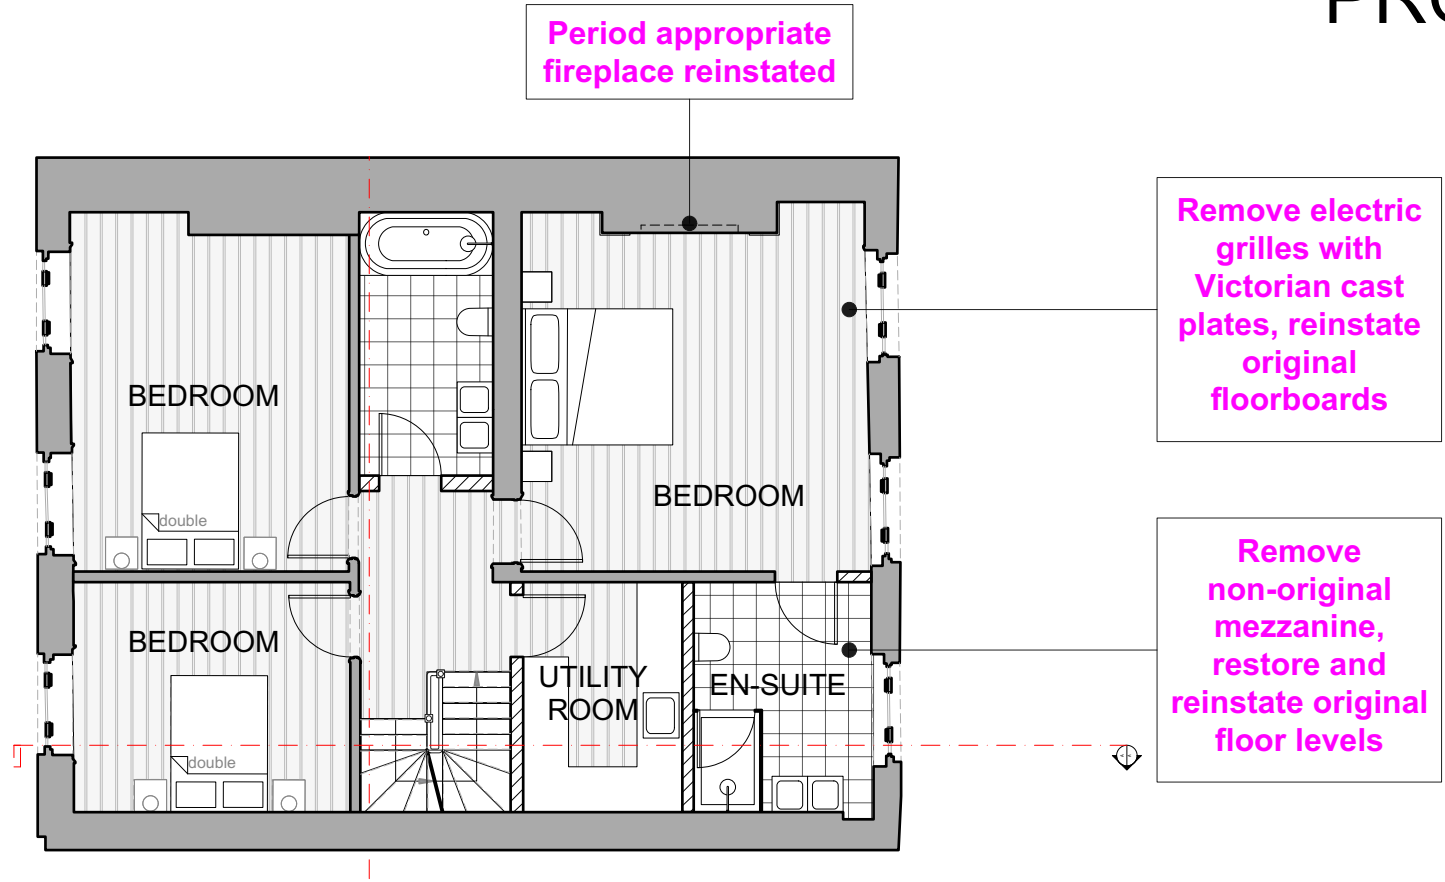 Period appropriate
fireplace reinstated
Remove electric
grilles with
Victorian cast
plates, reinstate
original
floorboards
BEDROOM
double
BEDROOM
Remove
non-original
mezzanine,
restore and
reinstate original
floor levels
BEDROOM
double
UTILITY
ROOM
EN-SUITE